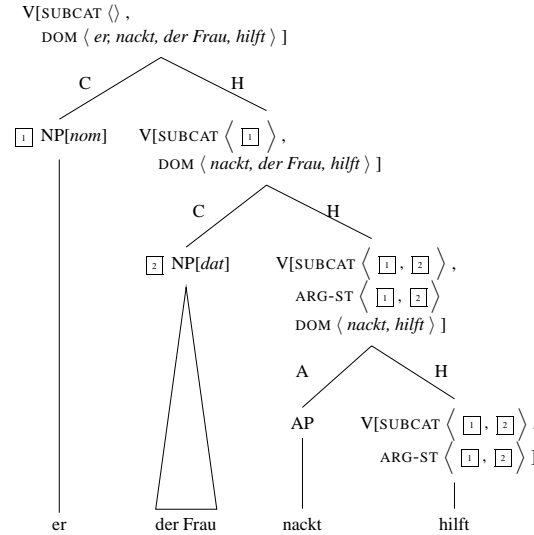 V[SUBCAT ⟨⟩,
DOM ⟨ er, nackt, der Frau, hilft ⟩ ]
C H
1 NP[nom] V[SUBCAT ⟨ 1 ⟩,
DOM ⟨ nackt, der Frau, hilft ⟩ ]
C H
2 NP[dat] V[SUBCAT ⟨ 1, 2 ⟩,
ARG-ST ⟨ 1, 2 ⟩
DOM ⟨ nackt, hilft ⟩ ]
A H
AP V[SUBCAT ⟨ 1, 2 ⟩,
ARG-ST ⟨ 1, 2 ⟩ ]
er der Frau nackt hilft